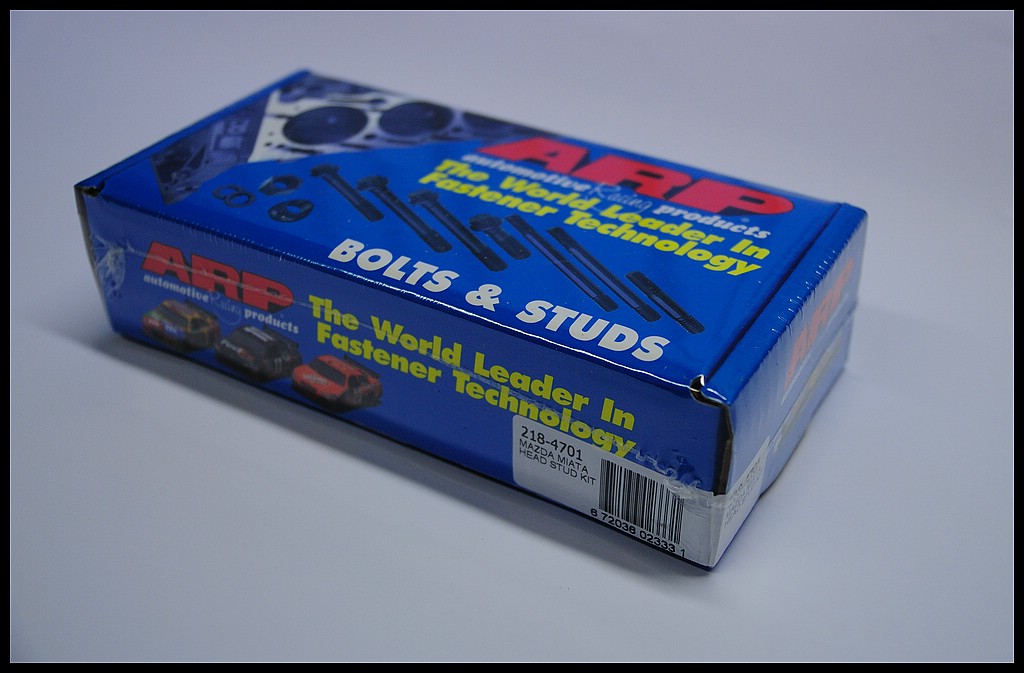 ARP
automotive Racing products
The World Leader In
Fastener Technology
BOLTS & STUDS
ARP
automotive Racing products
The World Leader In
Fastener Technology
218-4701
MAZDA MIATA
HEAD STUD KIT
6 72036 02333 1
ARP